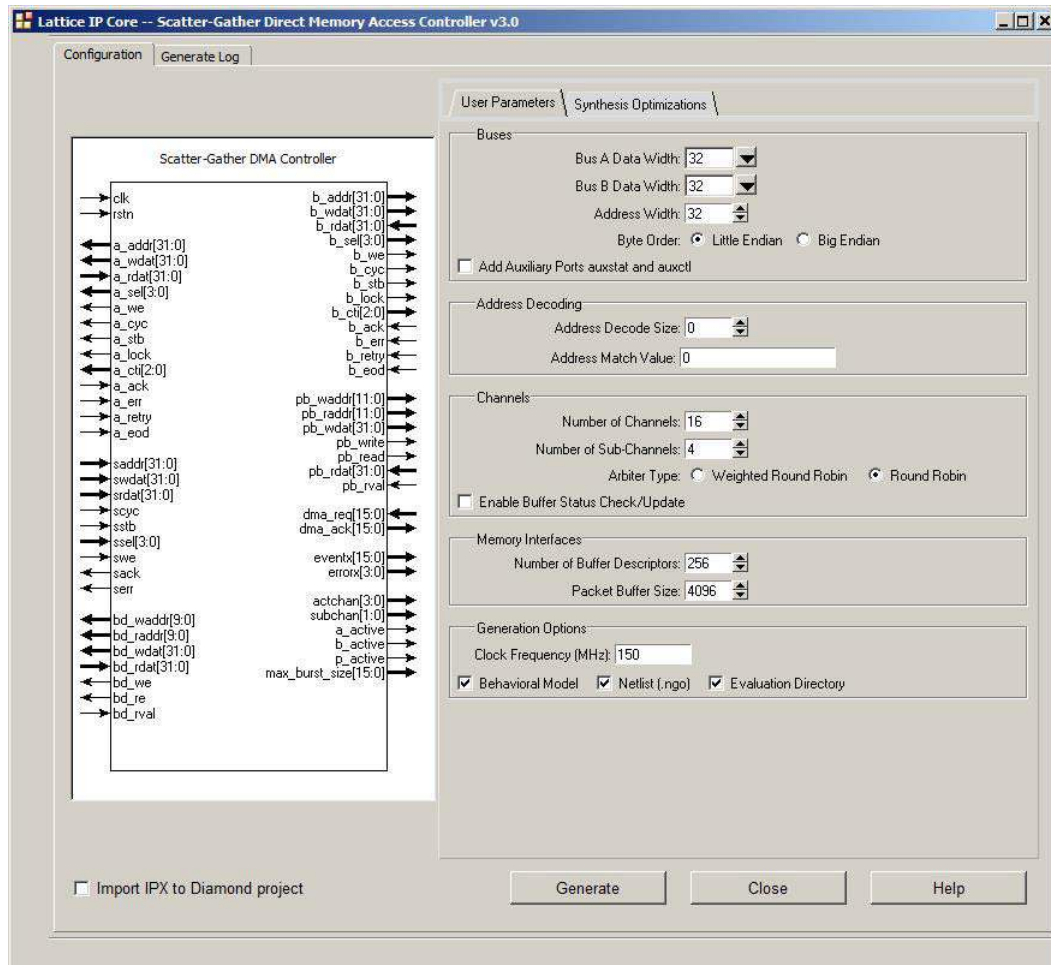 Lattice IP Core -- Scatter-Gather Direct Memory Access Controller v3.0
Configuration
Generate Log
Scatter-Gather DMA Controller
clk
rstn
a_addr[31:0]
a_wdat[31:0]
a_rdat[31:0]
a_sel[3:0]
a_we
a_cyc
a_stb
a_lock
a_cti[2:0]
a_ack
a_err
a_retry
a_eod
saddr[31:0]
swdat[31:0]
srdat[31:0]
scyc
sstb
ssel[3:0]
swe
sack
serr
bd_waddr[9:0]
bd_raddr[9:0]
bd_wdat[31:0]
bd_rdat[31:0]
bd_we
bd_re
bd_rval
b_addr[31:0]
b_wdat[31:0]
b_rdat[31:0]
b_sel[3:0]
b_we
b_cyc
b_stb
b_lock
b_cti[2:0]
b_ack
b_err
b_retry
b_eod
pb_waddr[11:0]
pb_raddr[11:0]
pb_wdat[31:0]
pb_write
pb_read
pb_rdat[31:0]
pb_rval
dma_req[15:0]
dma_ack[15:0]
eventx[15:0]
errorx[3:0]
actchan[3:0]
subchan[1:0]
a_active
b_active
p_active
max_burst_size[15:0]
User Parameters
Synthesis Optimizations
Buses
Bus A Data Width: 32
Bus B Data Width: 32
Address Width: 32
Byte Order: Little Endian Big Endian
Add Auxiliary Ports auxstat and auxctl
Address Decoding
Address Decode Size: 0
Address Match Value: 0
Channels
Number of Channels: 16
Number of Sub-Channels: 4
Arbiter Type: Weighted Round Robin Round Robin
Enable Buffer Status Check/Update
Memory Interfaces
Number of Buffer Descriptors: 256
Packet Buffer Size: 4096
Generation Options
Clock Frequency (MHz): 150
Behavioral Model Netlist (.ngo) Evaluation Directory
Import IPX to Diamond project
Generate
Close
Help